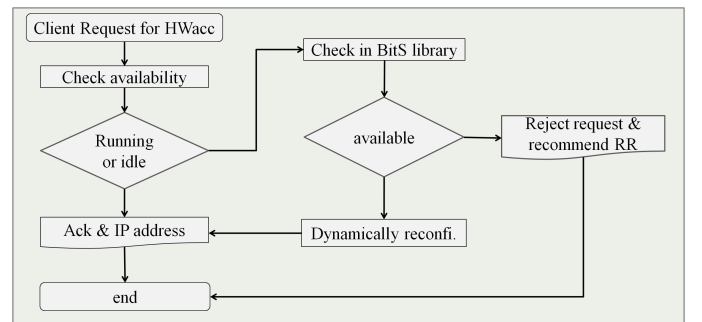 Client Request for HWacc
Check availability
Running
or idle
Ack & IP address
end
Check in BitS library
available
Dynamically reconfi.
Reject request &
recommend RR